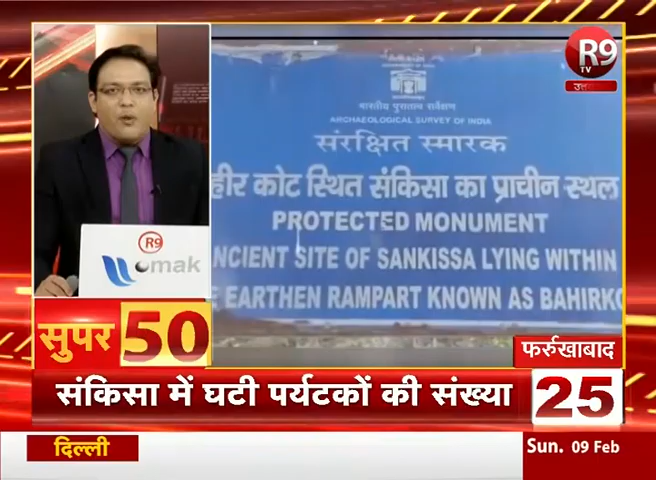 R9
TV
भारतीय पुरातत्व सर्वेक्षण
ARCHAEOLOGICAL SURVEY OF INDIA
संरक्षित स्मारक
हीर कोट स्थित संकिसा का प्राचीन स्थल
PROTECTED MONUMENT
NCIENT SITE OF SANKISSA LYING WITHIN
E EARTHEN RAMPART KNOWN AS BAHIRKO
R9
omak
सुपर 50
फर्रुखाबाद
संकिसा में घटी पर्यटकों की संख्या
25
दिल्ली
Sun. 09 Feb